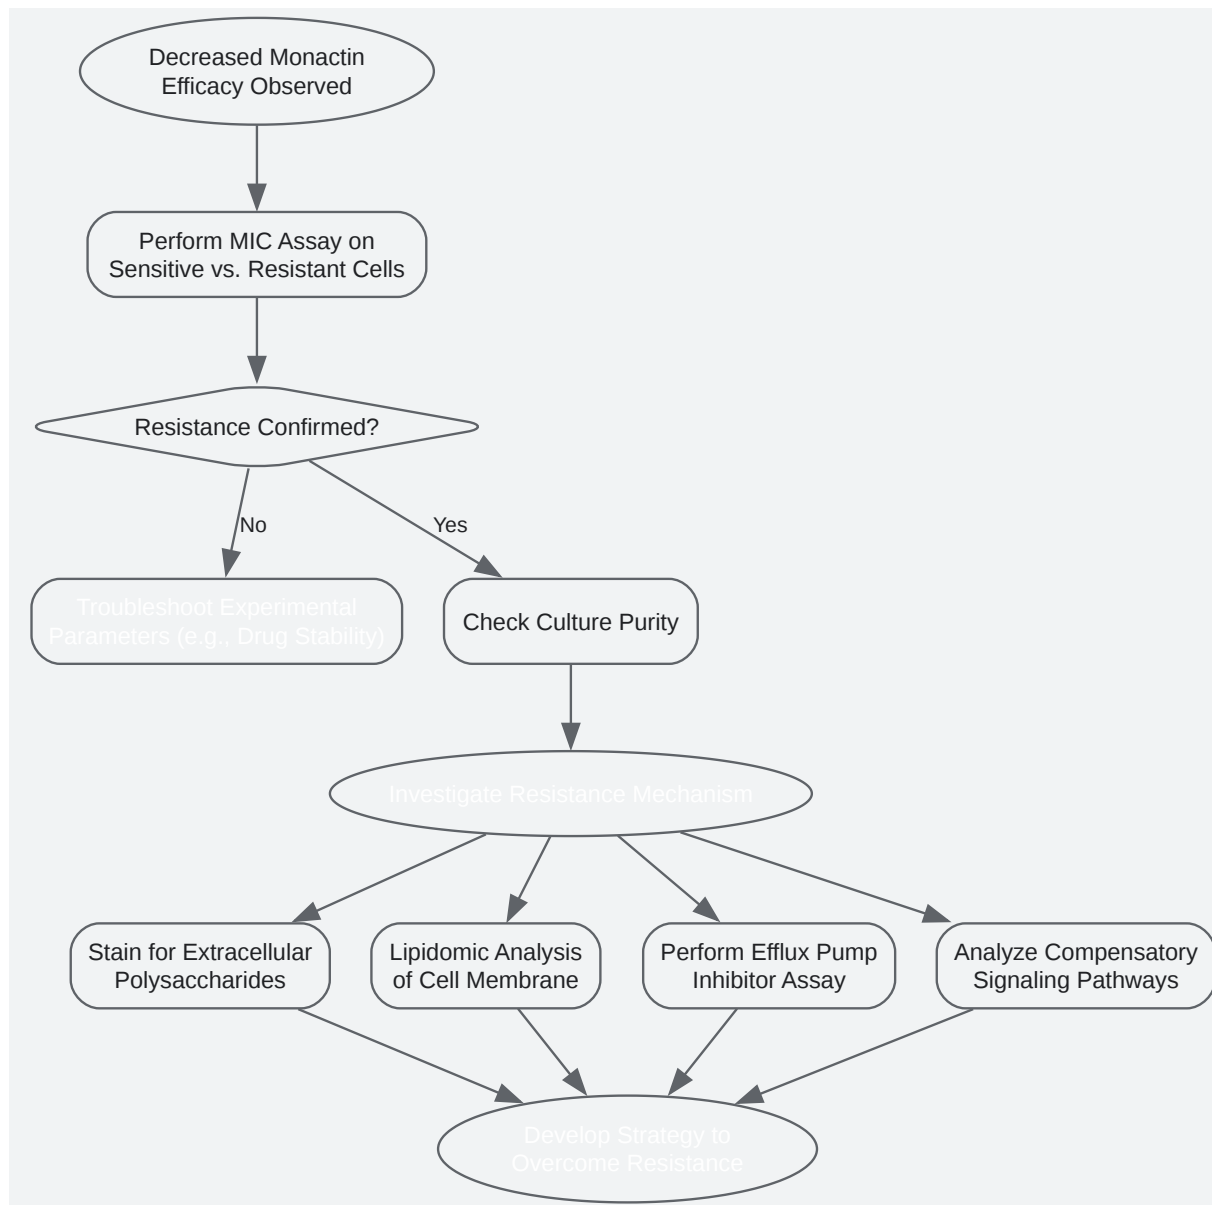 Decreased Monactin
Efficacy Observed
Perform MIC Assay on
Sensitive vs. Resistant Cells
Resistance Confirmed?
No
Yes
Troubleshoot Experimental
Parameters (e.g., Drug Stability)
Check Culture Purity
Investigate Resistance Mechanism
Stain for Extracellular
Polysaccharides
Lipidomic Analysis
of Cell Membrane
Perform Efflux Pump
Inhibitor Assay
Analyze Compensatory
Signaling Pathways
Develop Strategy to
Overcome Resistance